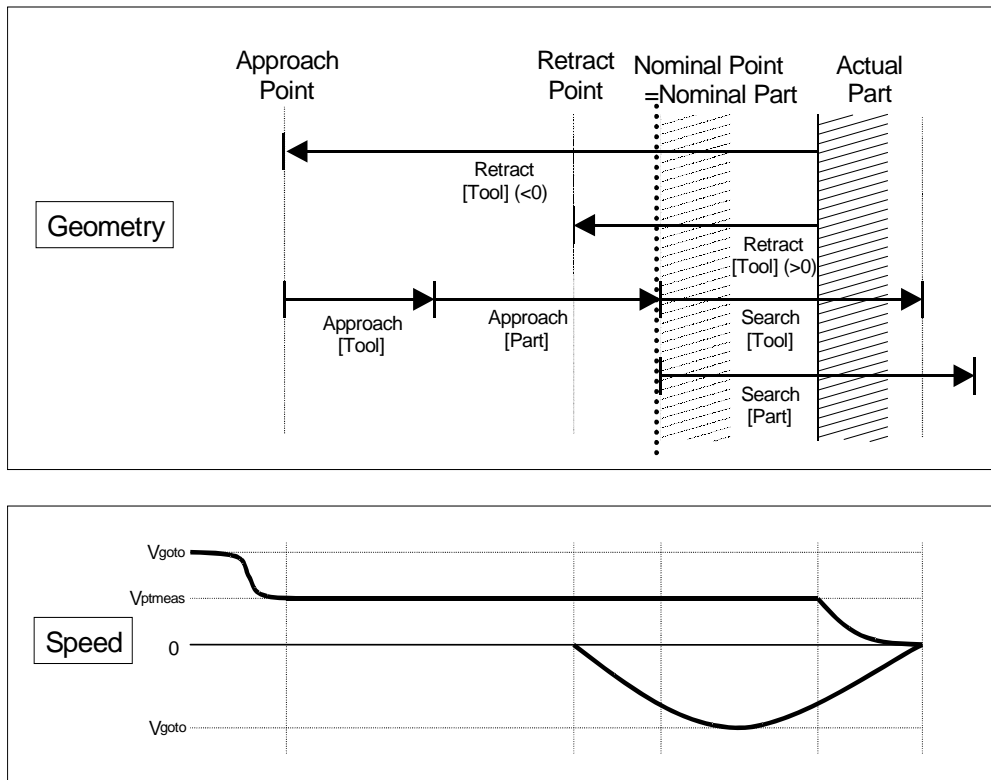 Approach
Point
Retract
Point
Nominal Point
=Nominal Part
Actual
Part
Retract
[Tool] (<0)
Geometry
Retract
[Tool] (>0)
Approach
[Tool]
Approach
[Part]
Search
[Tool]
Search
[Part]
Vgoto
Vptmeas
Speed
0
Vgoto